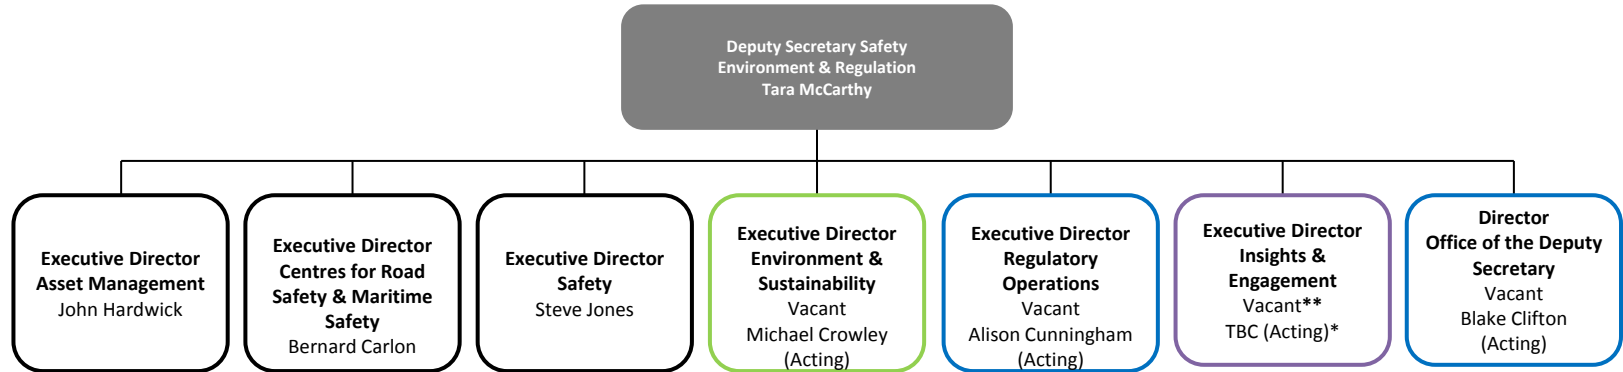 Deputy Secretary Safety
Environment & Regulation
Tara McCarthy
Executive Director
Asset Management
John Hardwick
Executive Director
Centres for Road
Safety & Maritime
Safety
Bernard Carlon
Executive Director
Safety
Steve Jones
Executive Director
Environment &
Sustainability
Vacant
Michael Crowley
(Acting)
Executive Director
Regulatory
Operations
Vacant
Alison Cunningham
(Acting)
Executive Director
Insights &
Engagement
Vacant**
TBC (Acting)*
Director
Office of the Deputy
Secretary
Vacant
Blake Clifton
(Acting)